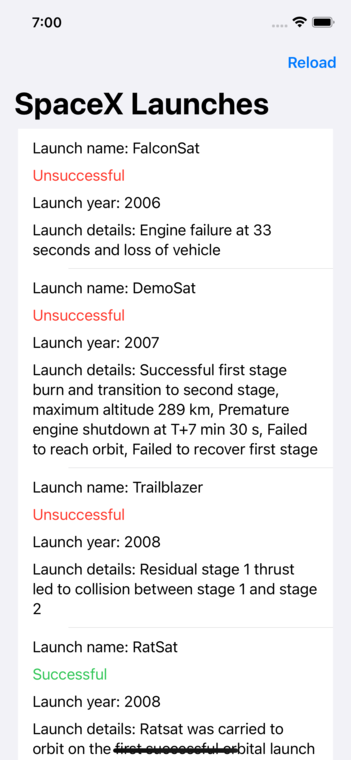 7:00
Reload
SpaceX Launches
Launch name: FalconSat
Unsuccessful
Launch year: 2006
Launch details: Engine failure at 33
seconds and loss of vehicle
Launch name: DemoSat
Unsuccessful
Launch year: 2007
Launch details: Successful first stage
burn and transition to second stage,
maximum altitude 289 km, Premature
engine shutdown at T+7 min 30 s, Failed
to reach orbit, Failed to recover first stage
Launch name: Trailblazer
Unsuccessful
Launch year: 2008
Launch details: Residual stage 1 thrust
led to collision between stage 1 and stage
2
Launch name: RatSat
Successful
Launch year: 2008
Launch details: Ratsat was carried to
orbit on the first successful orbital launch